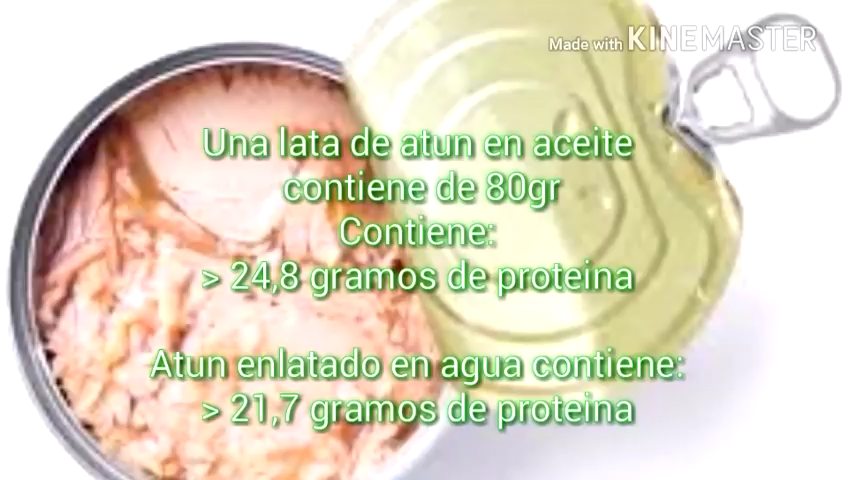 Made with KINEMASTER
Una lata de atun en aceite
contiene de 80gr
Contiene:
> 24,8 gramos de proteina
Atun enlatado en agua contiene:
> 21,7 gramos de proteina